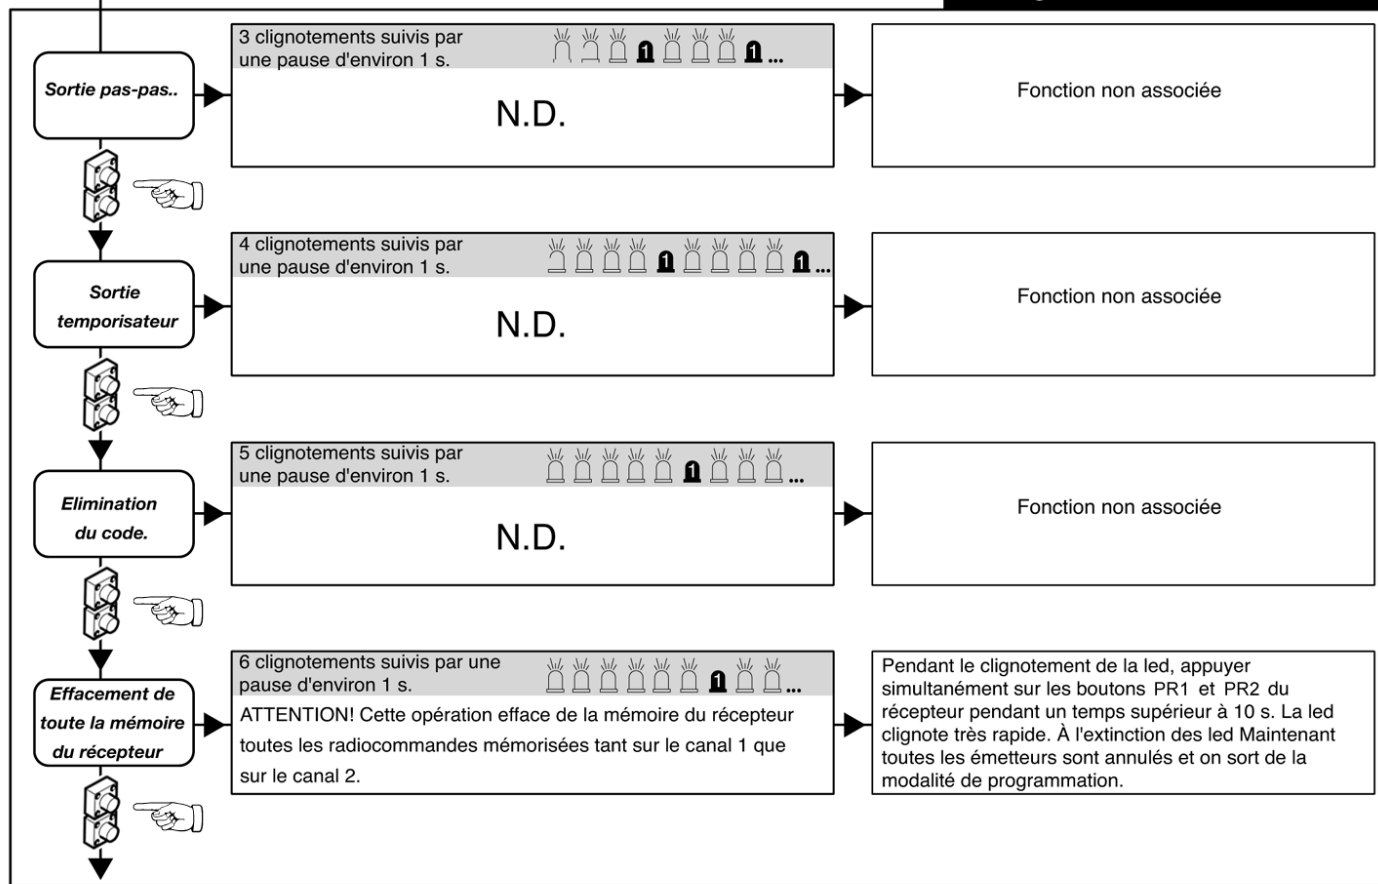 3 clignotements suivis par
une pause d'environ 1 s.
1
1
...
Sortie pas-pas..
N.D.
Fonction non associée
4 clignotements suivis par
une pause d'environ 1 s.
1
1
...
Sortie
temporisateur
N.D.
Fonction non associée
5 clignotements suivis par
une pause d'environ 1 s.
1
...
Elimination
du code.
N.D.
Fonction non associée
6 clignotements suivis par une
pause d'environ 1 s.
1
...
Effacement de
toute la mémoire
du récepteur
ATTENTION! Cette opération efface de la mémoire du récepteur
toutes les radiocommandes mémorisées tant sur le canal 1 que
sur le canal 2.
Pendant le clignotement de la led, appuyer
simultanément sur les boutons PR1 et PR2 du
récepteur pendant un temps supérieur à 10 s. La led
clignote très rapide. À l'extinction des led Maintenant
toutes les émetteurs sont annulés et on sort de la
modalité de programmation.